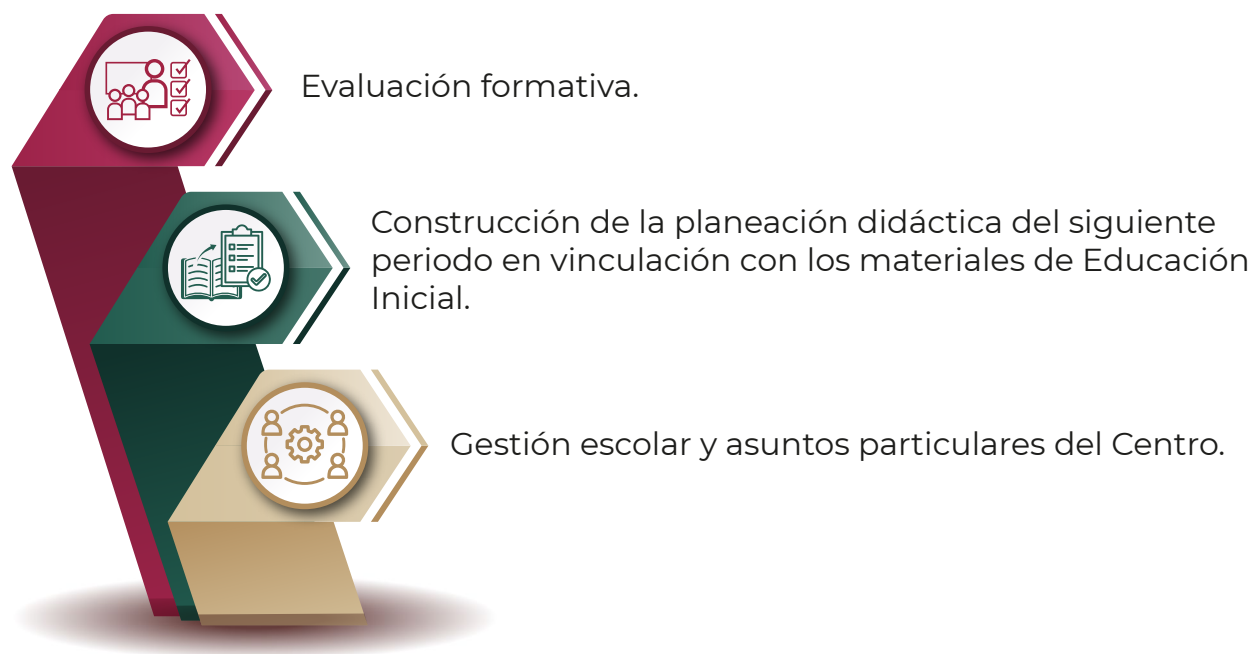 Evaluación formativa.
Construcción de la planeación didáctica del siguiente
periodo en vinculación con los materiales de Educación
Inicial.
Gestión escolar y asuntos particulares del Centro.